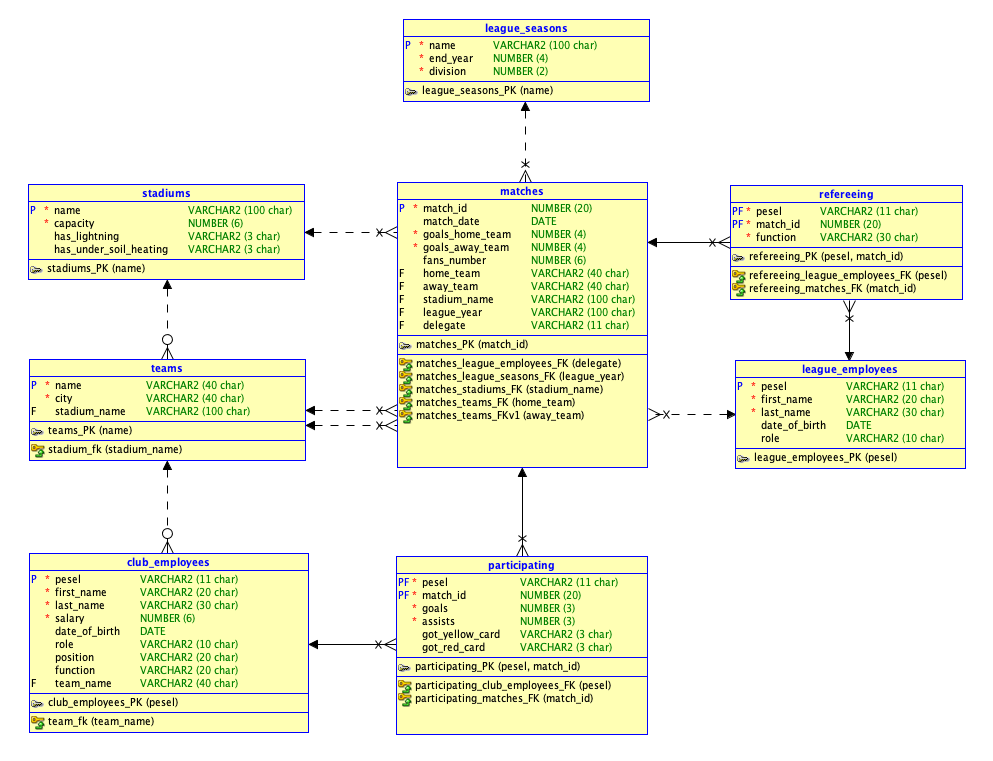 league_seasons
P * name VARCHAR2 (100 char)
* end_year NUMBER (4)
* division NUMBER (2)
league_seasons_PK (name)
stadiums
P * name VARCHAR2 (100 char)
* capacity NUMBER (6)
has_lightning VARCHAR2 (3 char)
has_under_soil_heating VARCHAR2 (3 char)
stadiums_PK (name)
matches
P * match_id NUMBER (20)
match_date DATE
* goals_home_team NUMBER (4)
* goals_away_team NUMBER (4)
fans_number NUMBER (6)
F home_team VARCHAR2 (40 char)
F away_team VARCHAR2 (40 char)
F stadium_name VARCHAR2 (100 char)
F league_year VARCHAR2 (100 char)
F delegate VARCHAR2 (11 char)
matches_PK (match_id)
matches_league_employees_FK (delegate)
matches_league_seasons_FK (league_year)
matches_stadiums_FK (stadium_name)
matches_teams_FK (home_team)
matches_teams_FKv1 (away_team)
refereeing
PF * pesel VARCHAR2 (11 char)
PF * match_id NUMBER (20)
* function VARCHAR2 (30 char)
refereeing_PK (pesel, match_id)
refereeing_league_employees_FK (pesel)
refereeing_matches_FK (match_id)
teams
P * name VARCHAR2 (40 char)
* city VARCHAR2 (40 char)
F stadium_name VARCHAR2 (100 char)
teams_PK (name)
stadium_fk (stadium_name)
league_employees
P * pesel VARCHAR2 (11 char)
* first_name VARCHAR2 (20 char)
* last_name VARCHAR2 (30 char)
date_of_birth DATE
role VARCHAR2 (10 char)
league_employees_PK (pesel)
club_employees
P * pesel VARCHAR2 (11 char)
* first_name VARCHAR2 (20 char)
* last_name VARCHAR2 (30 char)
* salary NUMBER (6)
date_of_birth DATE
role VARCHAR2 (10 char)
position VARCHAR2 (20 char)
function VARCHAR2 (20 char)
F team_name VARCHAR2 (40 char)
club_employees_PK (pesel)
team_fk (team_name)
participating
PF * pesel VARCHAR2 (11 char)
PF * match_id NUMBER (20)
* goals NUMBER (3)
* assists NUMBER (3)
got_yellow_card VARCHAR2 (3 char)
got_red_card VARCHAR2 (3 char)
participating_PK (pesel, match_id)
participating_club_employees_FK (pesel)
participating_matches_FK (match_id)